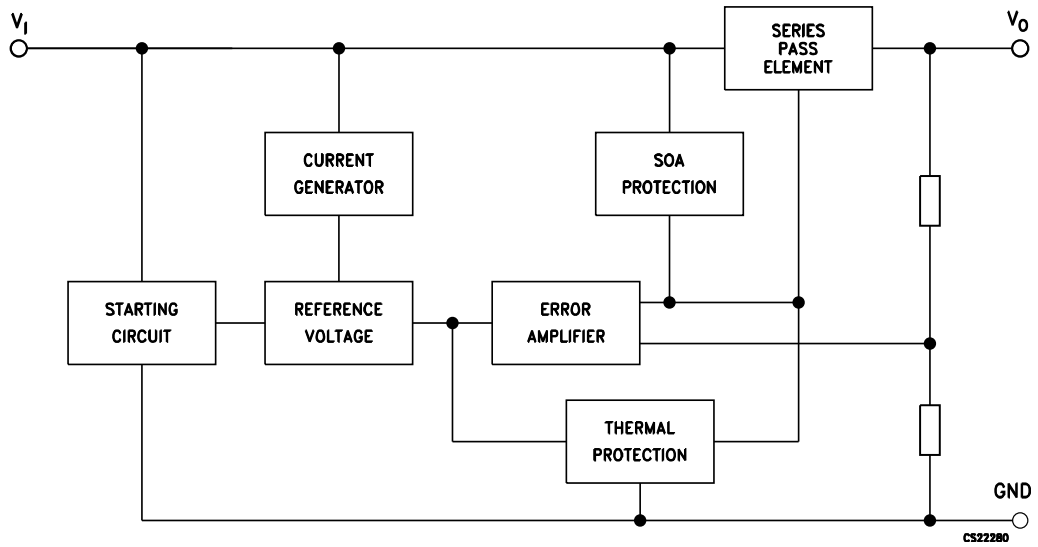 V_I
SERIES
PASS
ELEMENT
V_O
CURRENT
GENERATOR
SOA
PROTECTION
STARTING
CIRCUIT
REFERENCE
VOLTAGE
ERROR
AMPLIFIER
THERMAL
PROTECTION
GND
CS22280